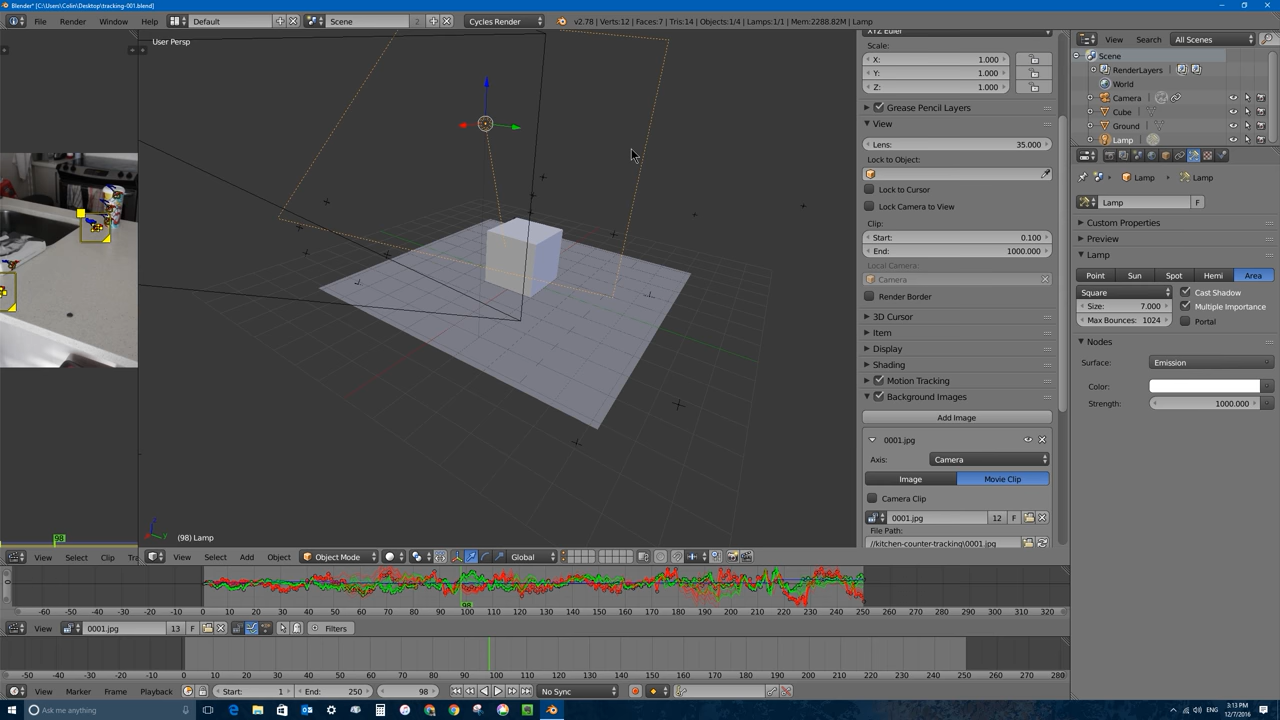 Blender* [C:\Users\Colin\Desktop\tracking-001.blend]
File Render Window Help Default Scene 2 Cycles Render v2.78 | Verts:12 | Faces:7 | Tris:14 | Objects:1/4 | Lamps:1/1 | Mem:2288.82M | Lamp
User Persp
XYZ Euler
Scale:
X: 1.000
Y: 1.000
Z: 1.000
Grease Pencil Layers
View
Lens: 35.000
Lock to Object:
Lock to Cursor
Lock Camera to View
Clip:
Start: 0.100
End: 1000.000
Local Camera:
Camera
Render Border
3D Cursor
Item
Display
Shading
Motion Tracking
Background Images
Add Image
0001.jpg
Axis: Camera
Image Movie Clip
Camera Clip
0001.jpg 12 F
File Path:
//kitchen-counter-tracking\0001.jpg
View Search All Scenes
Scene
RenderLayers
World
Camera
Cube
Ground
Lamp
Lamp Lamp
Lamp F
Custom Properties
Preview
Lamp
Point Sun Spot Hemi Area
Square Cast Shadow
Size: 7.000 Multiple Importance
Max Bounces: 1024 Portal
Nodes
Surface: Emission
Color:
Strength: 1000.000
98
(98) Lamp
View Select Clip Tra
View Select Add Object Object Mode Global
98
-60 -50 -40 -30 -20 -10 0 10 20 30 40 50 60 70 80 90 100 110 120 130 140 150 160 170 180 190 200 210 220 230 240 250 260 270 280 290 300 310 320
View 0001.jpg 13 F Filters
-50 -40 -30 -20 -10 0 10 20 30 40 50 60 70 80 90 100 110 120 130 140 150 160 170 180 190 200 210 220 230 240 250 260 270 280
View Marker Frame Playback Start: 1 End: 250 98 No Sync
Ask me anything
ENG
3:13 PM
12/7/2016